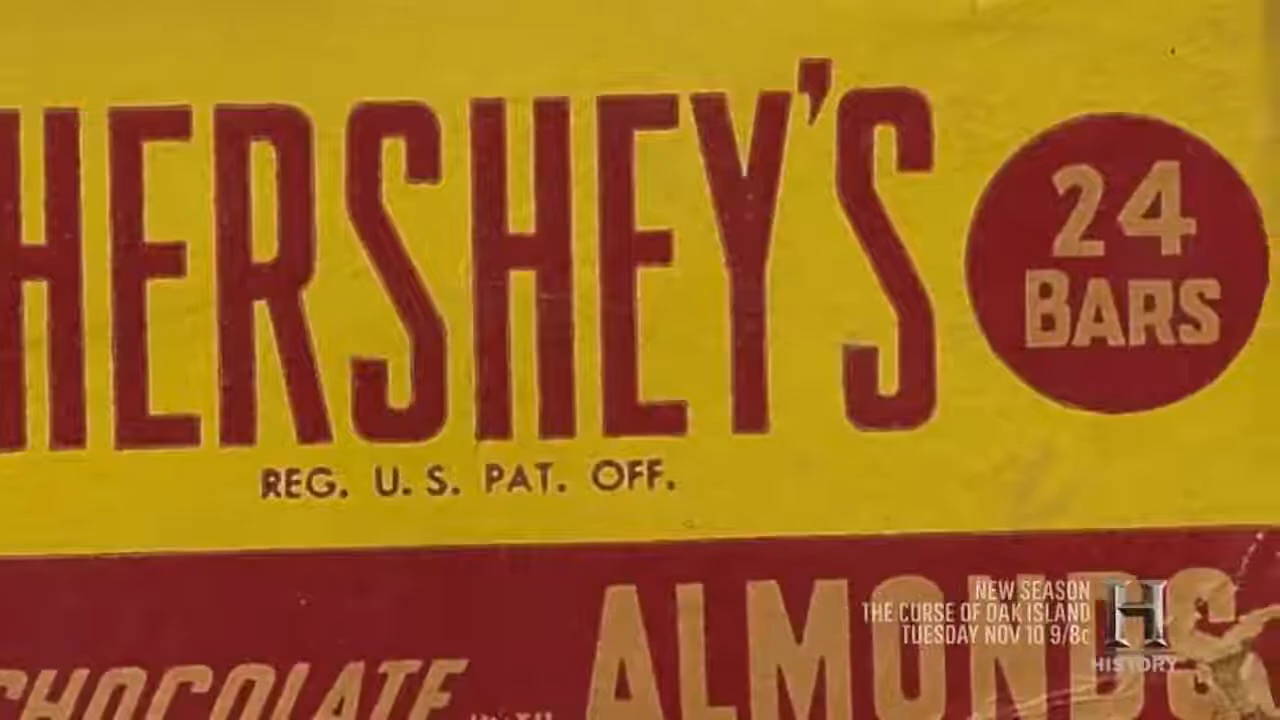 HERSHEY'S
24
BARS
REG. U. S. PAT. OFF.
ALMONDS
CHOCOLATE
NEW SEASON
THE CURSE OF OAK ISLAND
TUESDAY NOV 10 9/8c
H
HISTORY